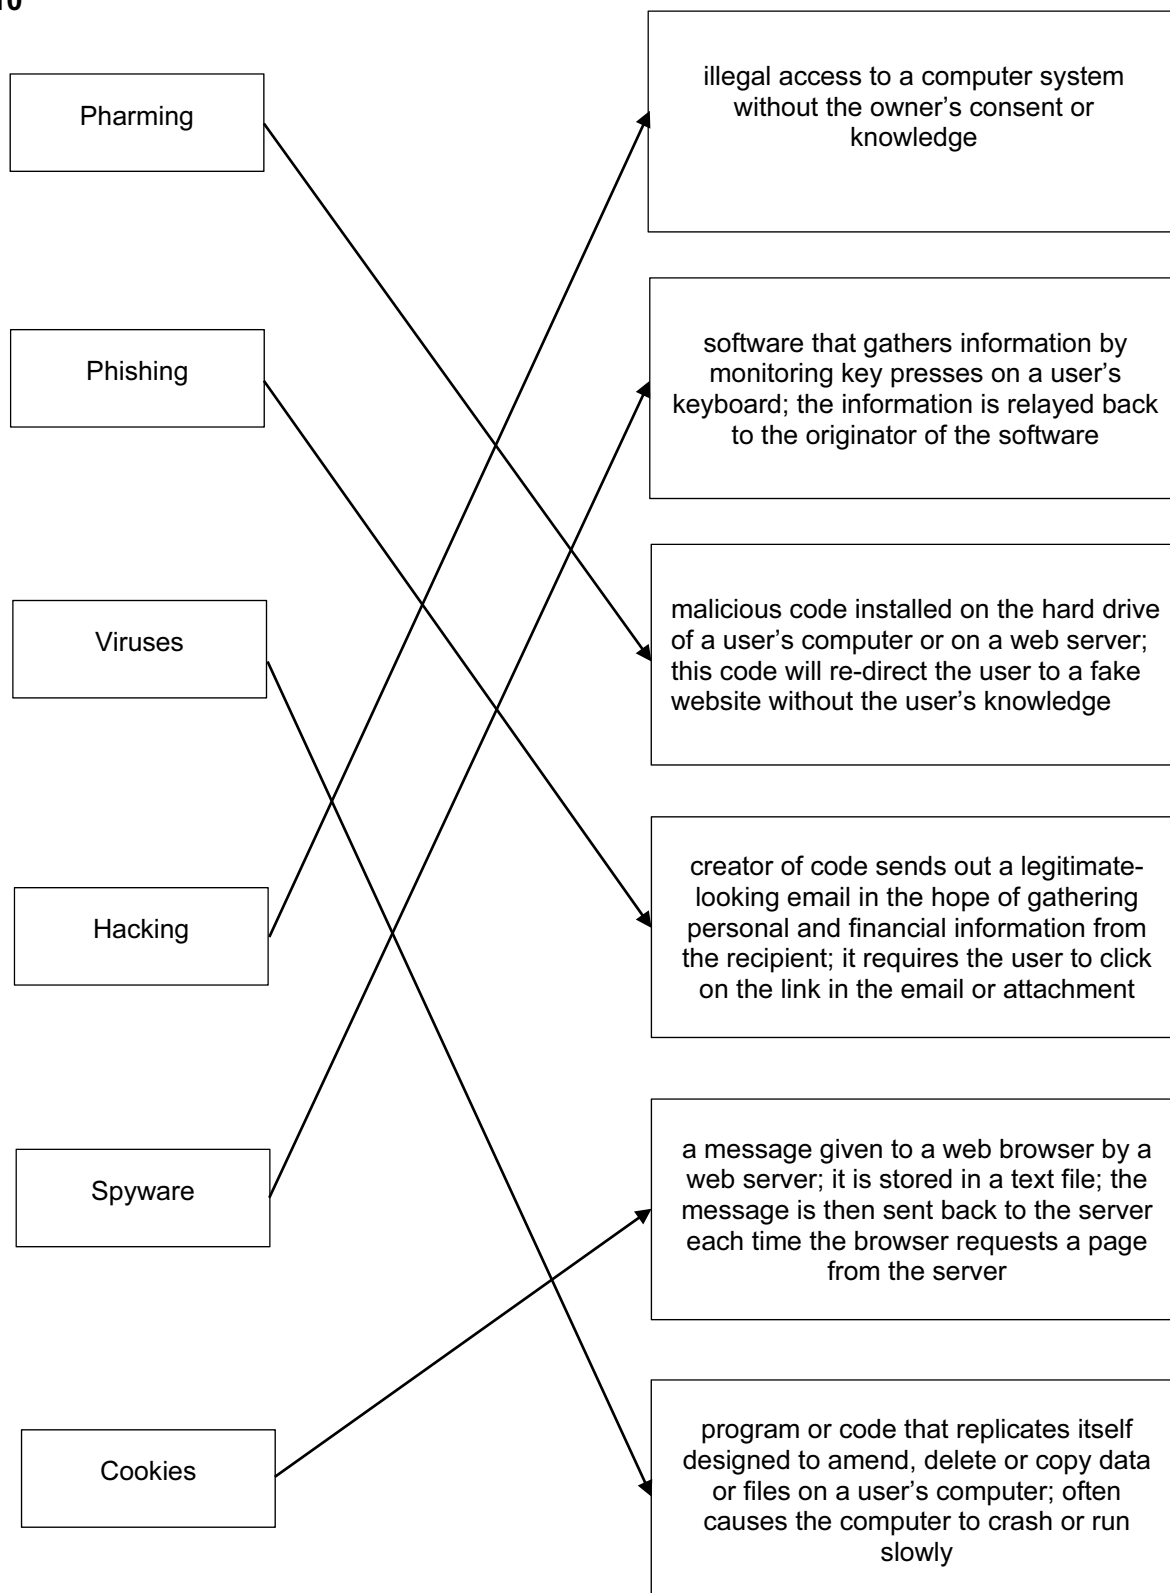 10
Pharming
Phishing
Viruses
Hacking
Spyware
Cookies
illegal access to a computer system
without the owner’s consent or
knowledge
software that gathers information by
monitoring key presses on a user’s
keyboard; the information is relayed back
to the originator of the software
malicious code installed on the hard drive
of a user’s computer or on a web server;
this code will re-direct the user to a fake
website without the user’s knowledge
creator of code sends out a legitimate-
looking email in the hope of gathering
personal and financial information from
the recipient; it requires the user to click
on the link in the email or attachment
a message given to a web browser by a
web server; it is stored in a text file; the
message is then sent back to the server
each time the browser requests a page
from the server
program or code that replicates itself
designed to amend, delete or copy data
or files on a user’s computer; often
causes the computer to crash or run
slowly